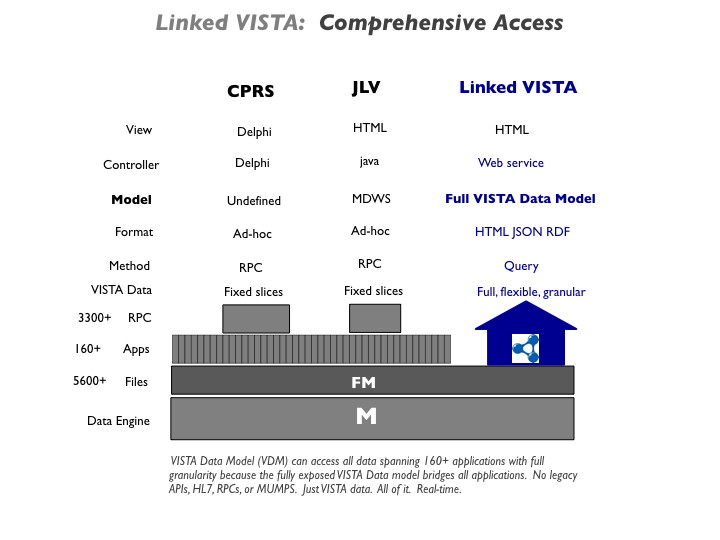 Linked VISTA: Comprehensive Access
CPRS JLV Linked VISTA
View Delphi HTML HTML
Controller Delphi java Web service
Model Undefined MDWS Full VISTA Data Model
Format Ad-hoc Ad-hoc HTML JSON RDF
Method RPC RPC Query
VISTA Data Fixed slices Fixed slices Full, flexible, granular
3300+ RPC
160+ Apps
5600+ Files FM
Data Engine M
VISTA Data Model (VDM) can access all data spanning 160+ applications with full
granularity because the fully exposed VISTA Data model bridges all applications. No legacy
APIs, HL7, RPCs, or MUMPS. Just VISTA data. All of it. Real-time.